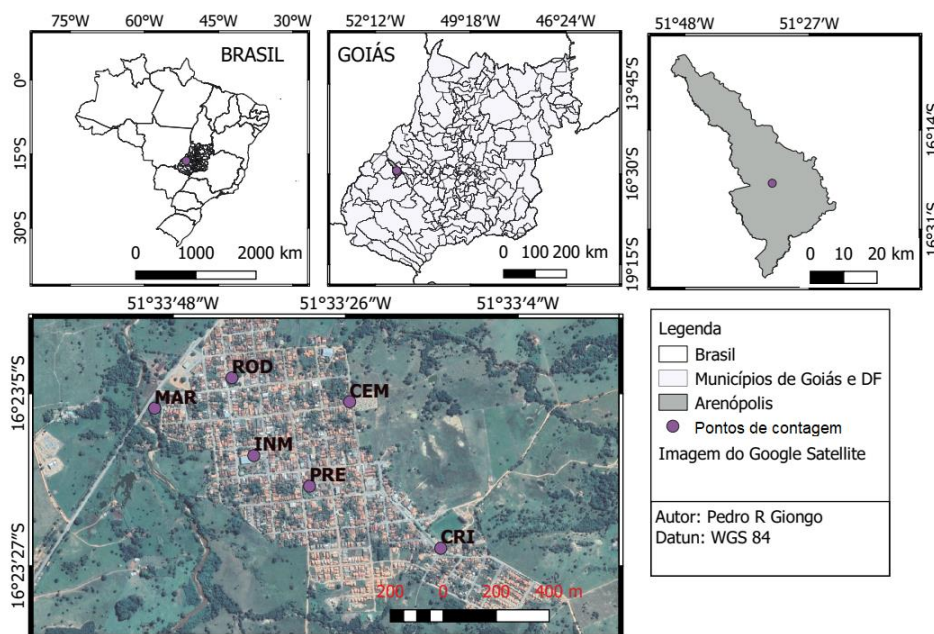 75°W 60°W 45°W 30°W
BRASIL
0°
15°S
30°S
0 1000 2000 km
52°12′W 49°18′W 46°24′W
GOIÁS
13°45′S
16°30′S
19°15′S
0 100 200 km
51°48′W 51°27′W
16°14′S
16°31′S
0 10 20 km
51°33′48″W 51°33′26″W 51°33′4″W
16°23′5″S
16°23′27″S
ROD
MAR
CEM
INM
PRE
CRI
200 0 200 400 m
Legenda
Brasil
Municípios de Goiás e DF
Arenópolis
Pontos de contagem
Imagem do Google Satellite
Autor: Pedro R Giongo
Datun: WGS 84